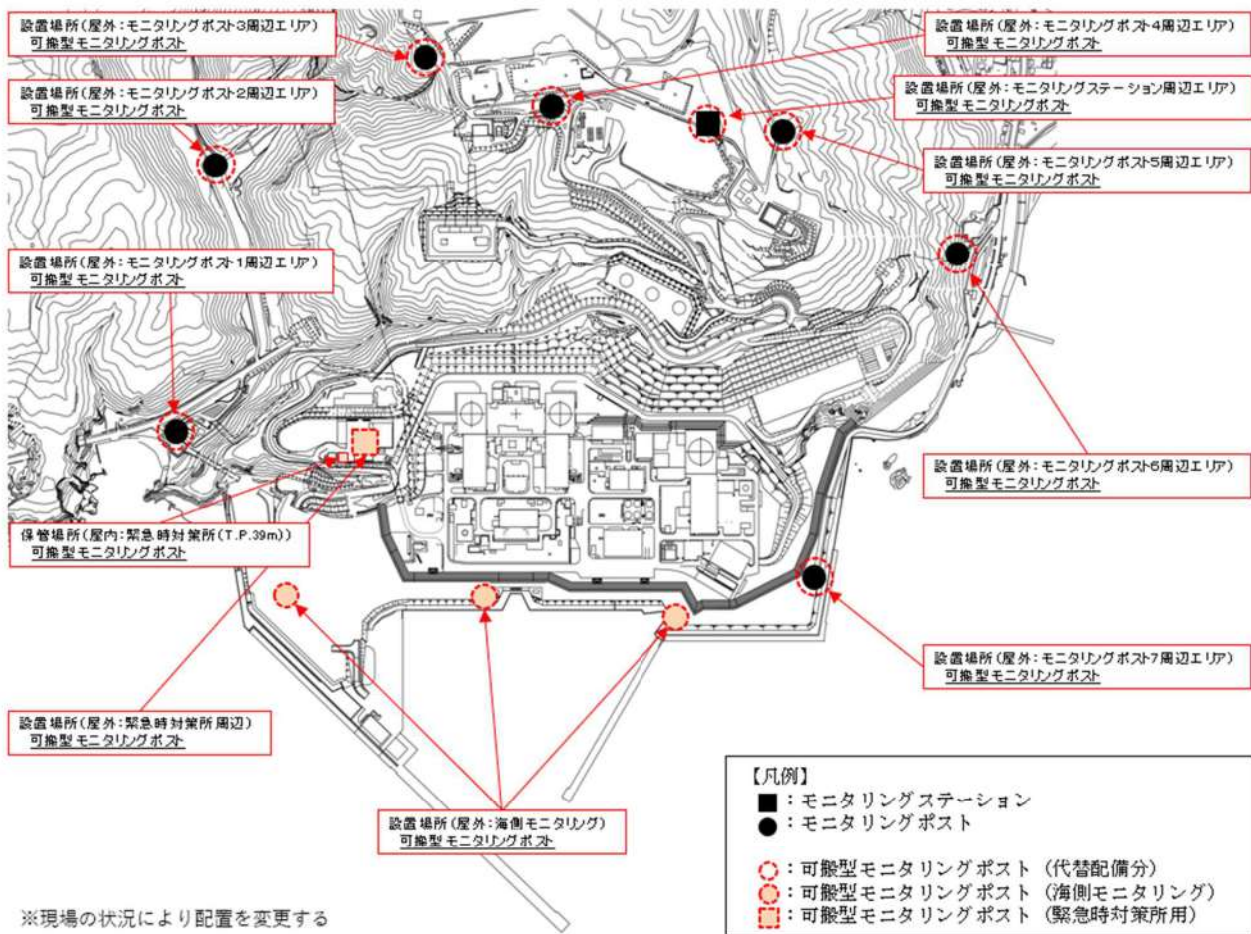 設置場所(屋外:モニタリングポスト3周辺エリア)
可搬型モニタリングポスト
設置場所(屋外:モニタリングポスト2周辺エリア)
可搬型モニタリングポスト
設置場所(屋外:モニタリングポスト1周辺エリア)
可搬型モニタリングポスト
保管場所(屋内:緊急時対策所(T.P.39m))
可搬型モニタリングポスト
設置場所(屋外:緊急時対策所周辺)
可搬型モニタリングポスト
設置場所(屋外:海側モニタリング)
可搬型モニタリングポスト
設置場所(屋外:モニタリングポスト4周辺エリア)
可搬型モニタリングポスト
設置場所(屋外:モニタリングステーション周辺エリア)
可搬型モニタリングポスト
設置場所(屋外:モニタリングポスト5周辺エリア)
可搬型モニタリングポスト
設置場所(屋外:モニタリングポスト6周辺エリア)
可搬型モニタリングポスト
設置場所(屋外:モニタリングポスト7周辺エリア)
可搬型モニタリングポスト
【凡例】
■:モニタリングステーション
●:モニタリングポスト
:可搬型モニタリングポスト(代替配備分)
:可搬型モニタリングポスト(海側モニタリング)
:可搬型モニタリングポスト(緊急時対策所用)
※現場の状況により配置を変更する